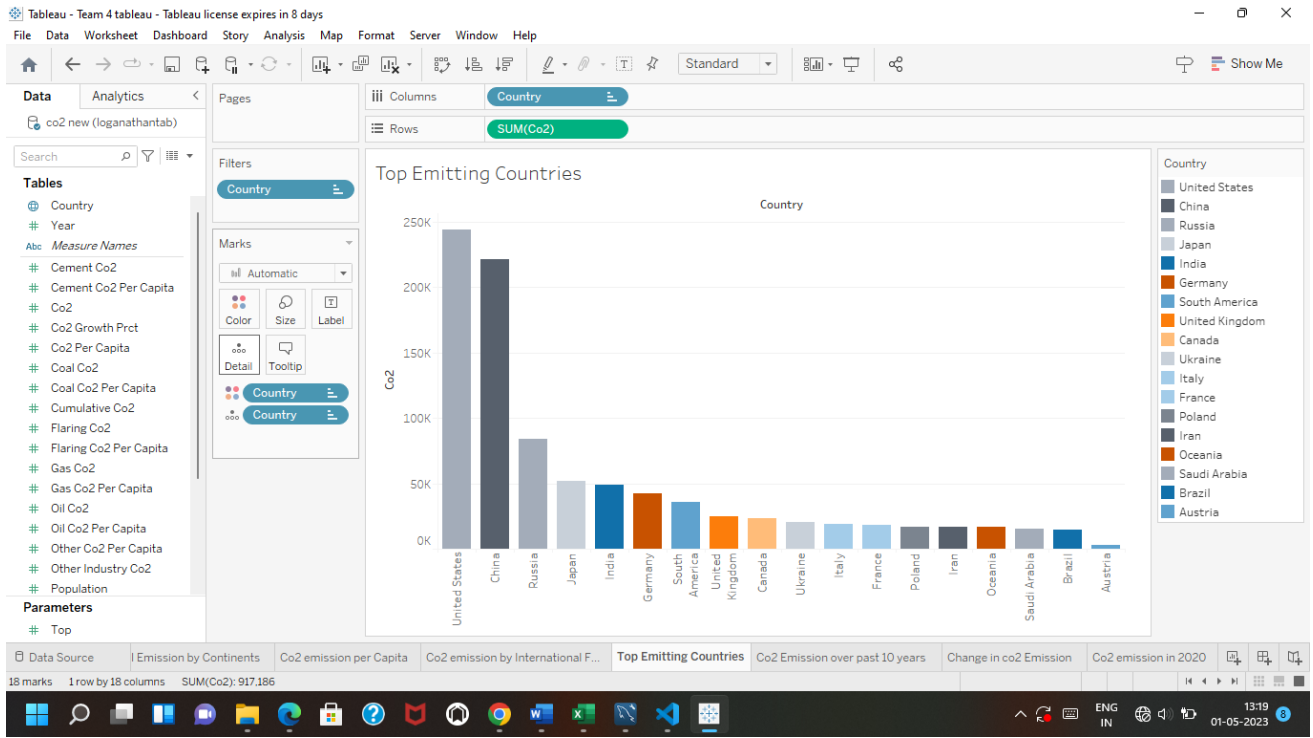 Tableau - Team 4 tableau - Tableau license expires in 8 days
File Data Worksheet Dashboard Story Analysis Map Format Server Window Help
Standard
Show Me
Data Analytics
co2 new (loganathantab)
Search
Tables
Country
Year
Abc Measure Names
Cement Co2
Cement Co2 Per Capita
Co2
Co2 Growth Prct
Co2 Per Capita
Coal Co2
Coal Co2 Per Capita
Cumulative Co2
Flaring Co2
Flaring Co2 Per Capita
Gas Co2
Gas Co2 Per Capita
Oil Co2
Oil Co2 Per Capita
Other Co2 Per Capita
Other Industry Co2
Population
Parameters
Top
Pages
Filters
Country
Marks
Automatic
Color Size Label
Detail Tooltip
Country
Country
Columns Country
Rows SUM(Co2)
Top Emitting Countries
Country
250K
200K
150K
100K
50K
0K
Co2
United States
China
Russia
Japan
India
Germany
South America
United Kingdom
Canada
Ukraine
Italy
France
Poland
Iran
Oceania
Saudi Arabia
Brazil
Austria
Country
United States
China
Russia
Japan
India
Germany
South America
United Kingdom
Canada
Ukraine
Italy
France
Poland
Iran
Oceania
Saudi Arabia
Brazil
Austria
Data Source l Emission by Continents Co2 emission per Capita Co2 emission by International F... Top Emitting Countries Co2 Emission over past 10 years Change in co2 Emission Co2 emission in 2020
18 marks 1 row by 18 columns SUM(Co2): 917,186
ENG
IN
13:19
01-05-2023
8